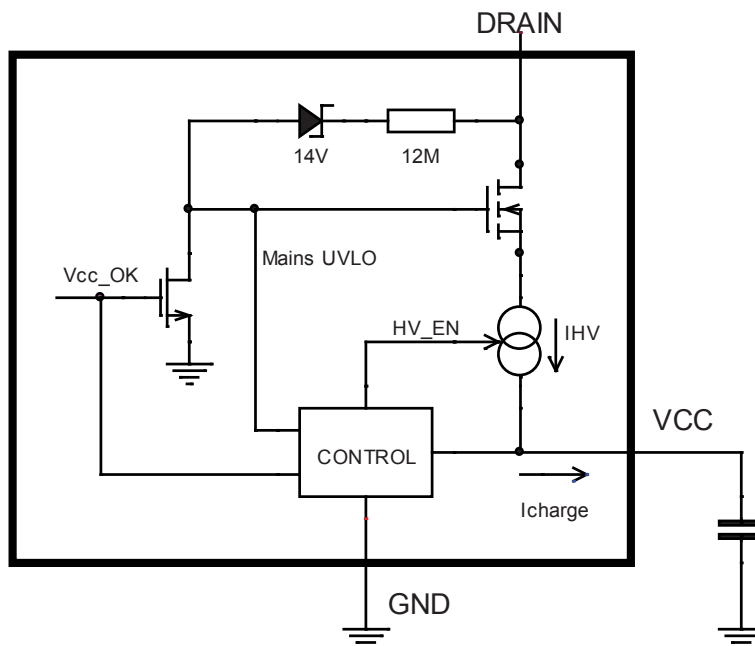 DRAIN
14V
12M
Mains UVLO
Vcc_OK
HV_EN
IHV
VCC
CONTROL
Icharge
GND